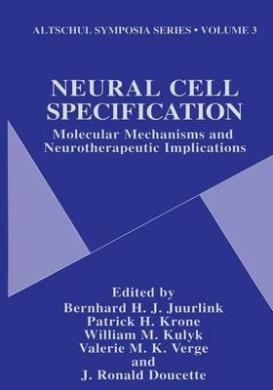 ALTSCHUL SYMPOSIA SERIES • VOLUME 3
NEURAL CELL
SPECIFICATION
Molecular Mechanisms and
Neurotherapeutic Implications
Edited by
Bernhard H. J. Juurlink
Patrick H. Krone
William M. Kulyk
Valerie M. K. Verge
and
J. Ronald Doucette